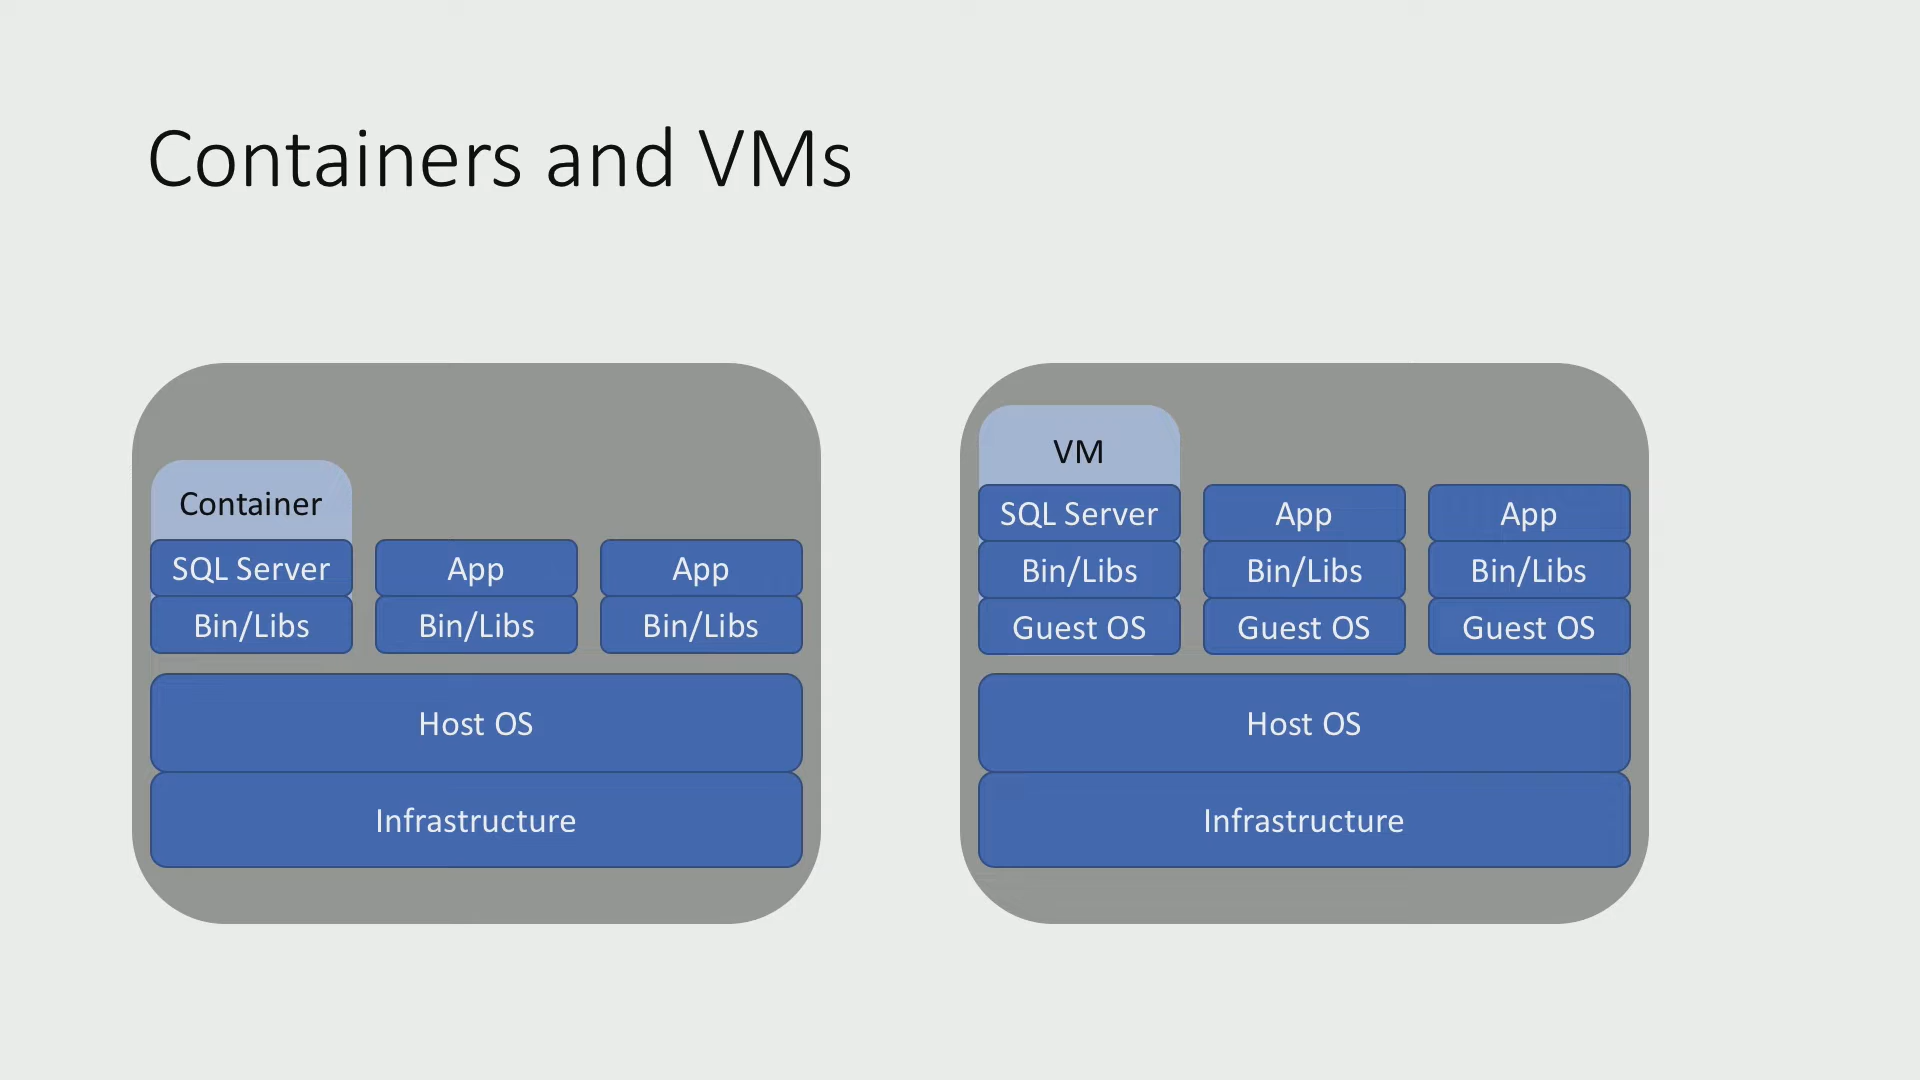 Containers and VMs
Container
SQL Server
App
App
Bin/Libs
Bin/Libs
Bin/Libs
Host OS
Infrastructure
VM
SQL Server
App
App
Bin/Libs
Bin/Libs
Bin/Libs
Guest OS
Guest OS
Guest OS
Host OS
Infrastructure